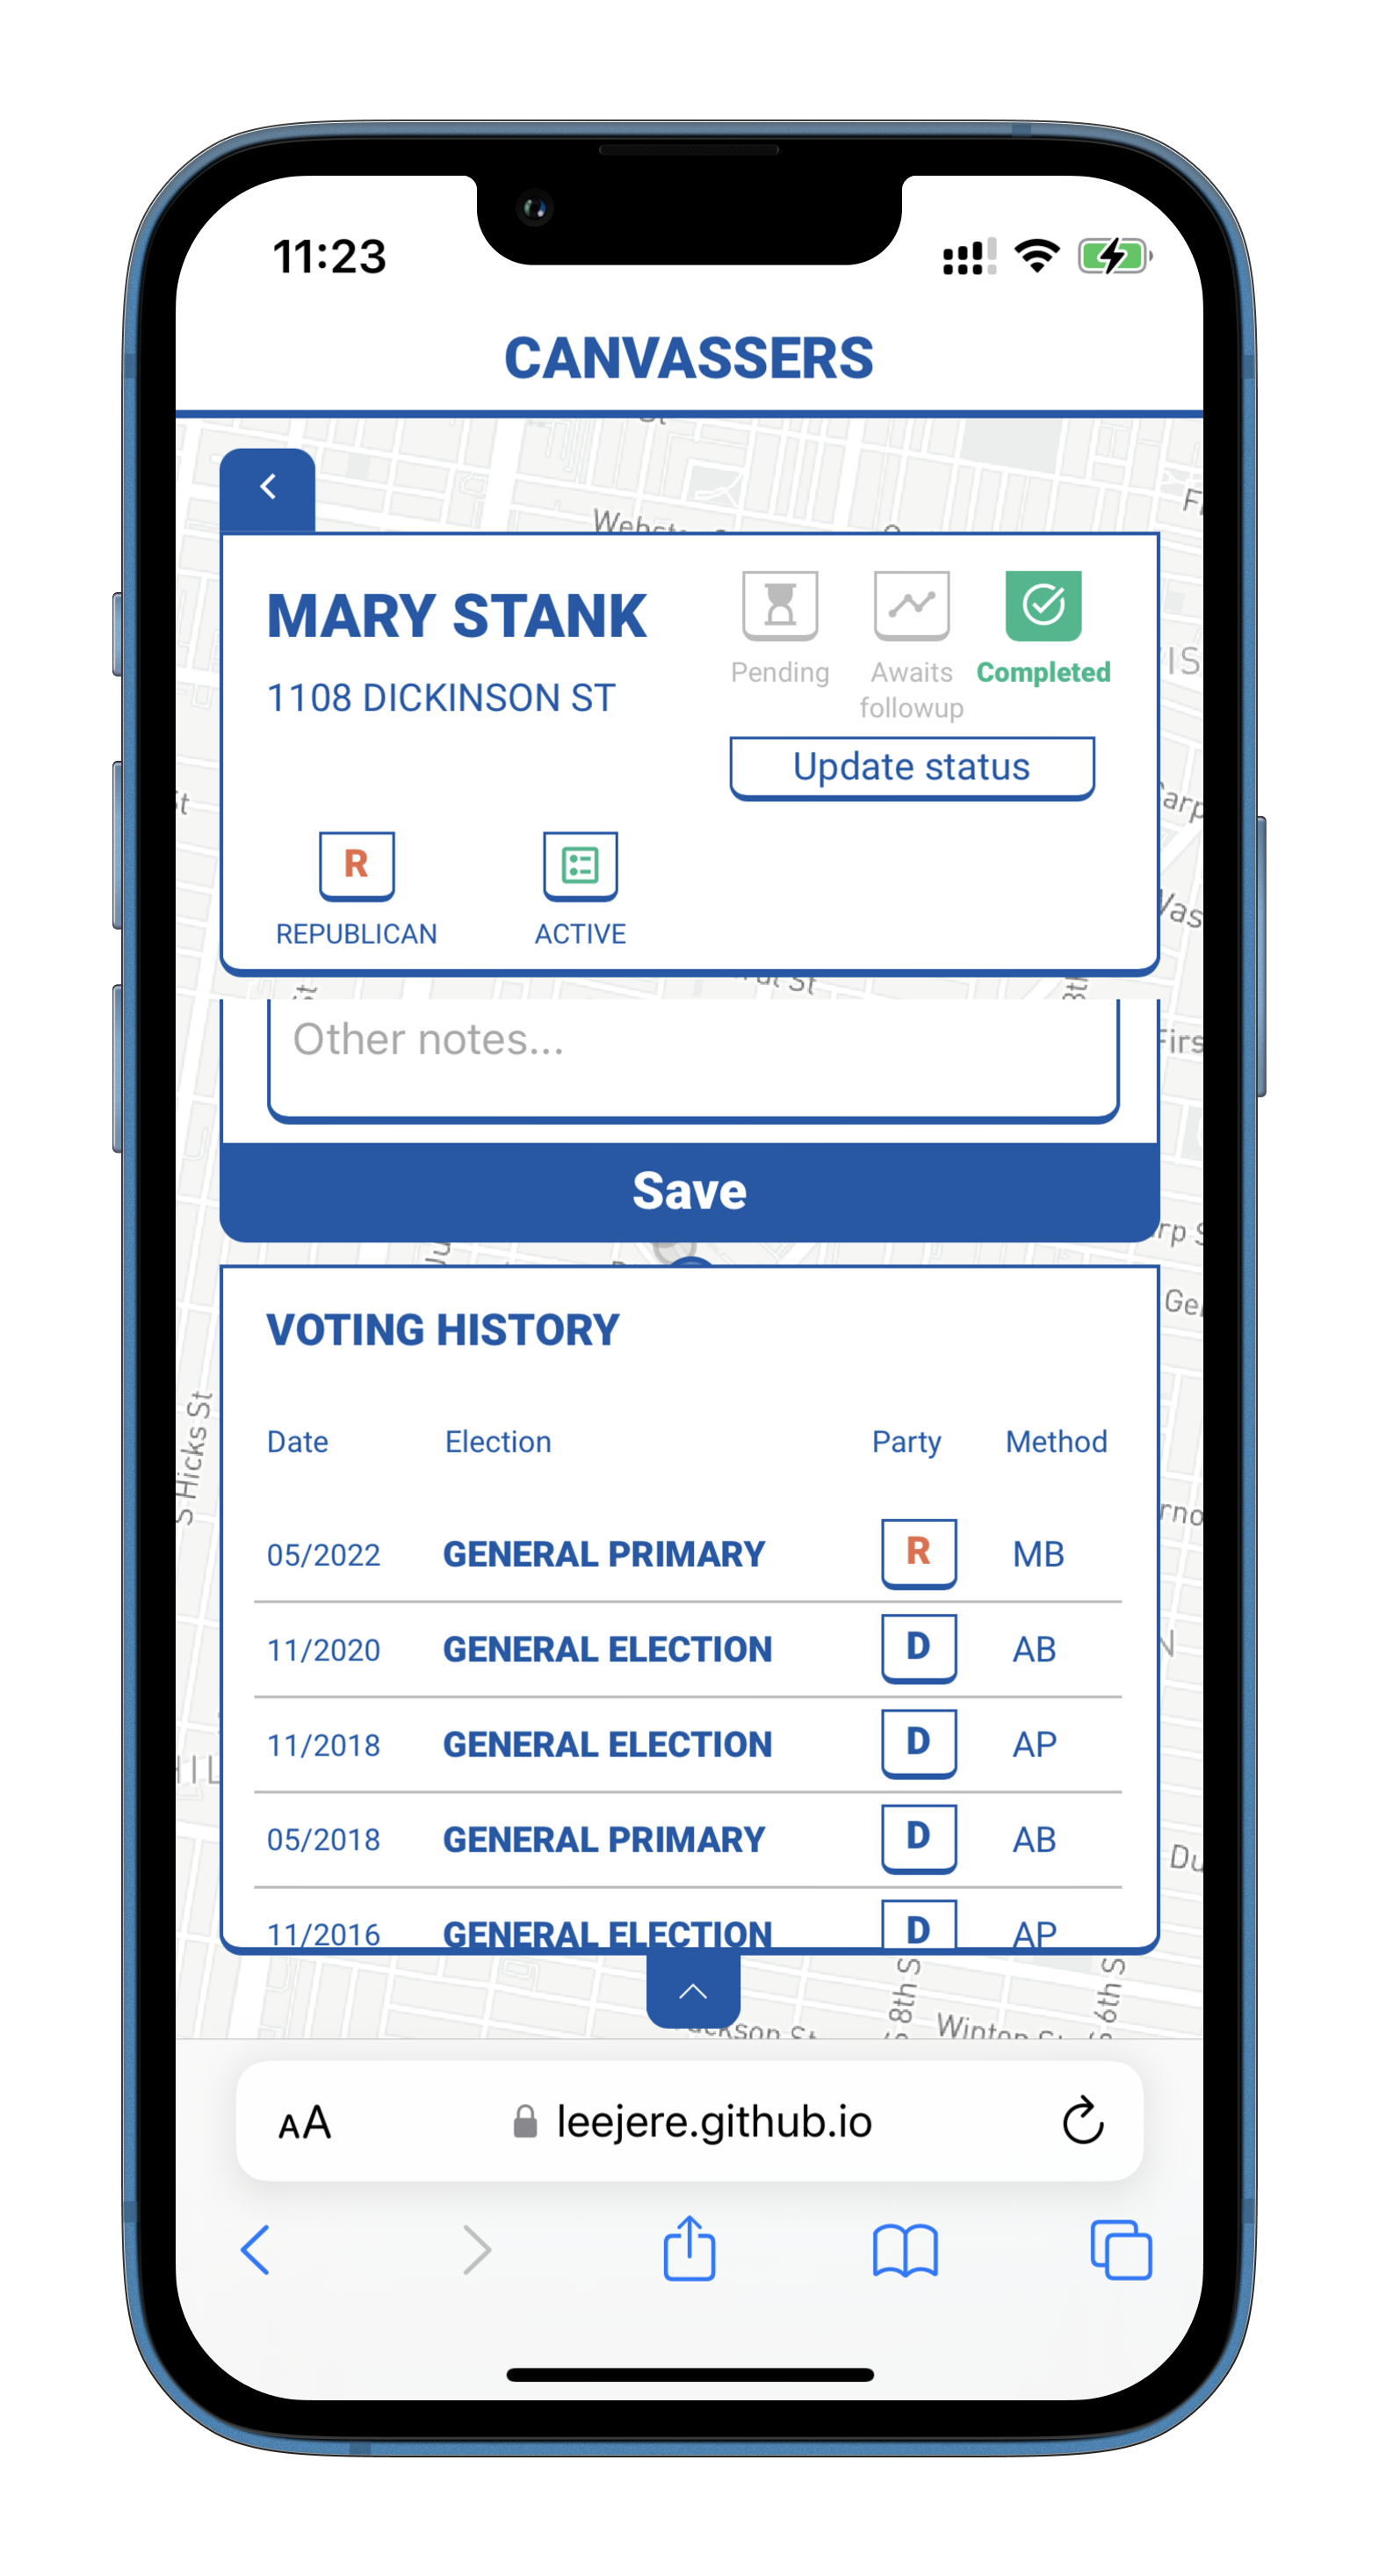 11:23
CANVASSERS
MARY STANK
1108 DICKINSON ST
Pending
Awaits
followup
Completed
Update status
R
REPUBLICAN
ACTIVE
Other notes...
Save
S Hicks St
VOTING HISTORY
Date Election Party Method
05/2022 GENERAL PRIMARY R MB
11/2020 GENERAL ELECTION D AB
11/2018 GENERAL ELECTION D AP
05/2018 GENERAL PRIMARY D AB
11/2016 GENERAL ELECTION D AP
AA leejere.github.io